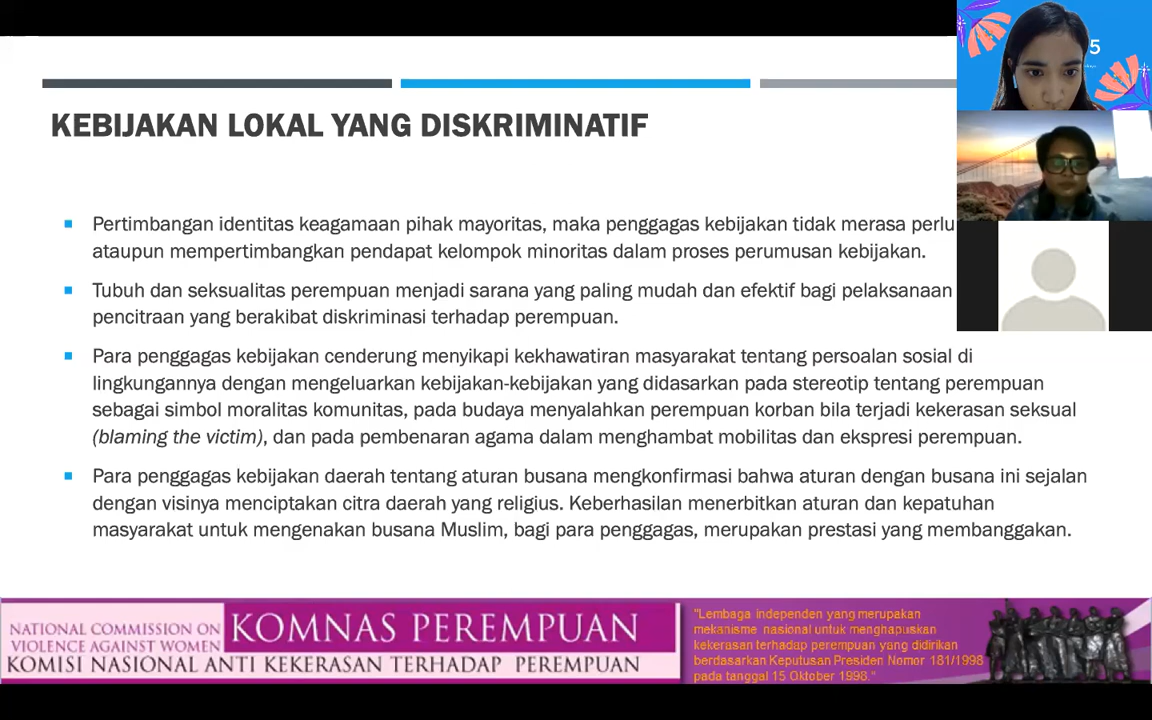 KEBIJAKAN LOKAL YANG DISKRIMINATIF
Pertimbangan identitas keagamaan pihak mayoritas, maka penggagas kebijakan tidak merasa perlu
ataupun mempertimbangkan pendapat kelompok minoritas dalam proses perumusan kebijakan.
Tubuh dan seksualitas perempuan menjadi sarana yang paling mudah dan efektif bagi pelaksanaan
pencitraan yang berakibat diskriminasi terhadap perempuan.
Para penggagas kebijakan cenderung menyikapi kekhawatiran masyarakat tentang persoalan sosial di
lingkungannya dengan mengeluarkan kebijakan-kebijakan yang didasarkan pada stereotip tentang perempuan
sebagai simbol moralitas komunitas, pada budaya menyalahkan perempuan korban bila terjadi kekerasan seksual
(blaming the victim), dan pada pembenaran agama dalam menghambat mobilitas dan ekspresi perempuan.
Para penggagas kebijakan daerah tentang aturan busana mengkonfirmasi bahwa aturan dengan busana ini sejalan
dengan visinya menciptakan citra daerah yang religius. Keberhasilan menerbitkan aturan dan kepatuhan
masyarakat untuk mengenakan busana Muslim, bagi para penggagas, merupakan prestasi yang membanggakan.
NATIONAL COMMISSION ON
VIOLENCE AGAINST WOMEN
KOMNAS PEREMPUAN
KOMISI NASIONAL ANTI KEKERASAN TERHADAP PEREMPUAN
"Lembaga independen yang merupakan
mekanisme nasional untuk menghapuskan
kekerasan terhadap perempuan yang didirikan
berdasarkan Keputusan Presiden Nomor 181/1998
pada tanggal 15 Oktober 1998."
5